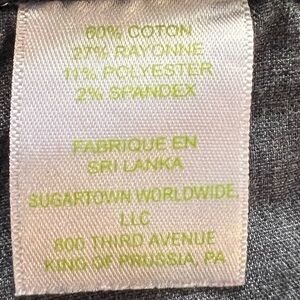 60% COTON
27% RAYONNE
11% POLYESTER
2% SPANDEX
FABRIQUE EN
SRI LANKA
SUGARTOWN WORLDWIDE,
LLC
800 THIRD AVENUE
KING OF PRUSSIA, PA